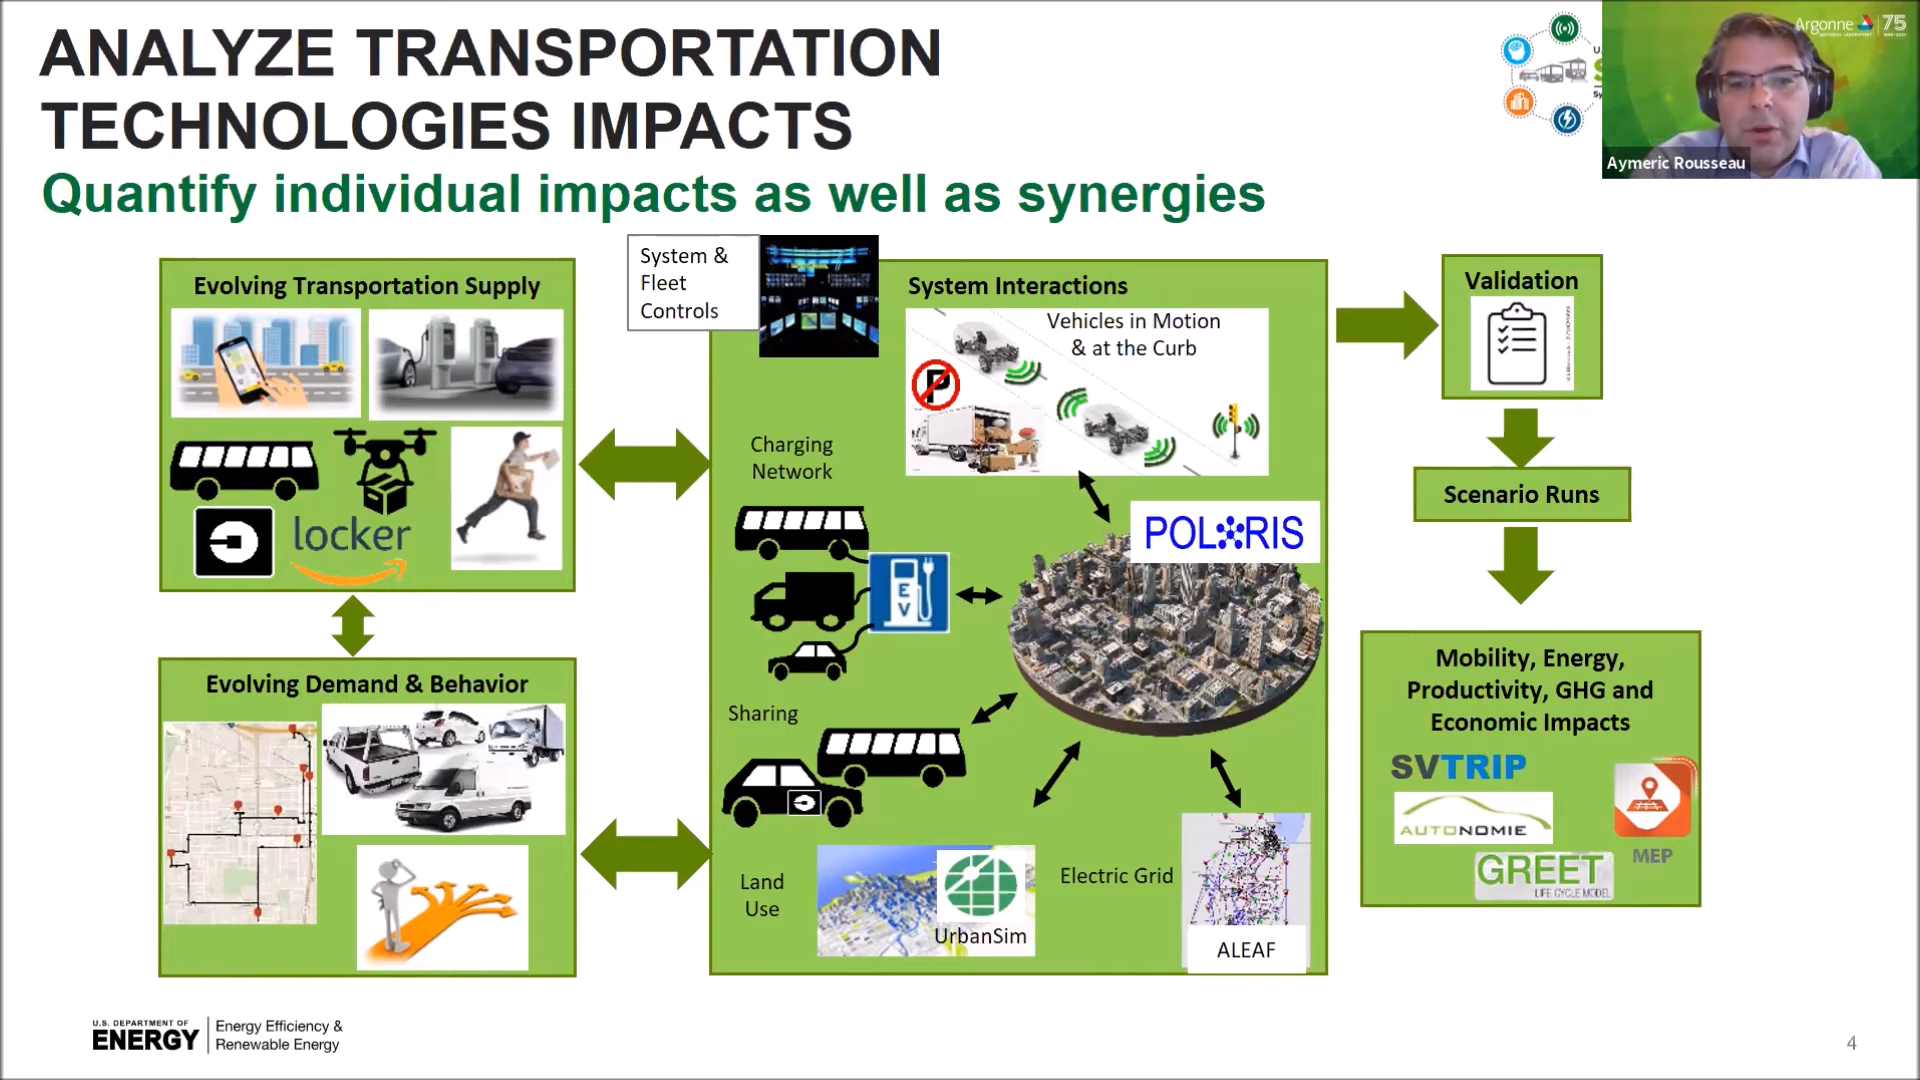 ANALYZE TRANSPORTATION
TECHNOLOGIES IMPACTS
Quantify individual impacts as well as synergies
Argonne
75
Aymeric Rousseau
Evolving Transportation Supply
locker
Evolving Demand & Behavior
System &
Fleet
Controls
System Interactions
Vehicles in Motion
& at the Curb
P
Charging
Network
EV
POLARIS
Sharing
Land
Use
UrbanSim
Electric Grid
ALEAF
Validation
Scenario Runs
Mobility, Energy,
Productivity, GHG and
Economic Impacts
SVTRIP
AUTONOMIE
MEP
GREET
LIFE CYCLE MODEL
U.S. DEPARTMENT OF
ENERGY
Energy Efficiency &
Renewable Energy
4